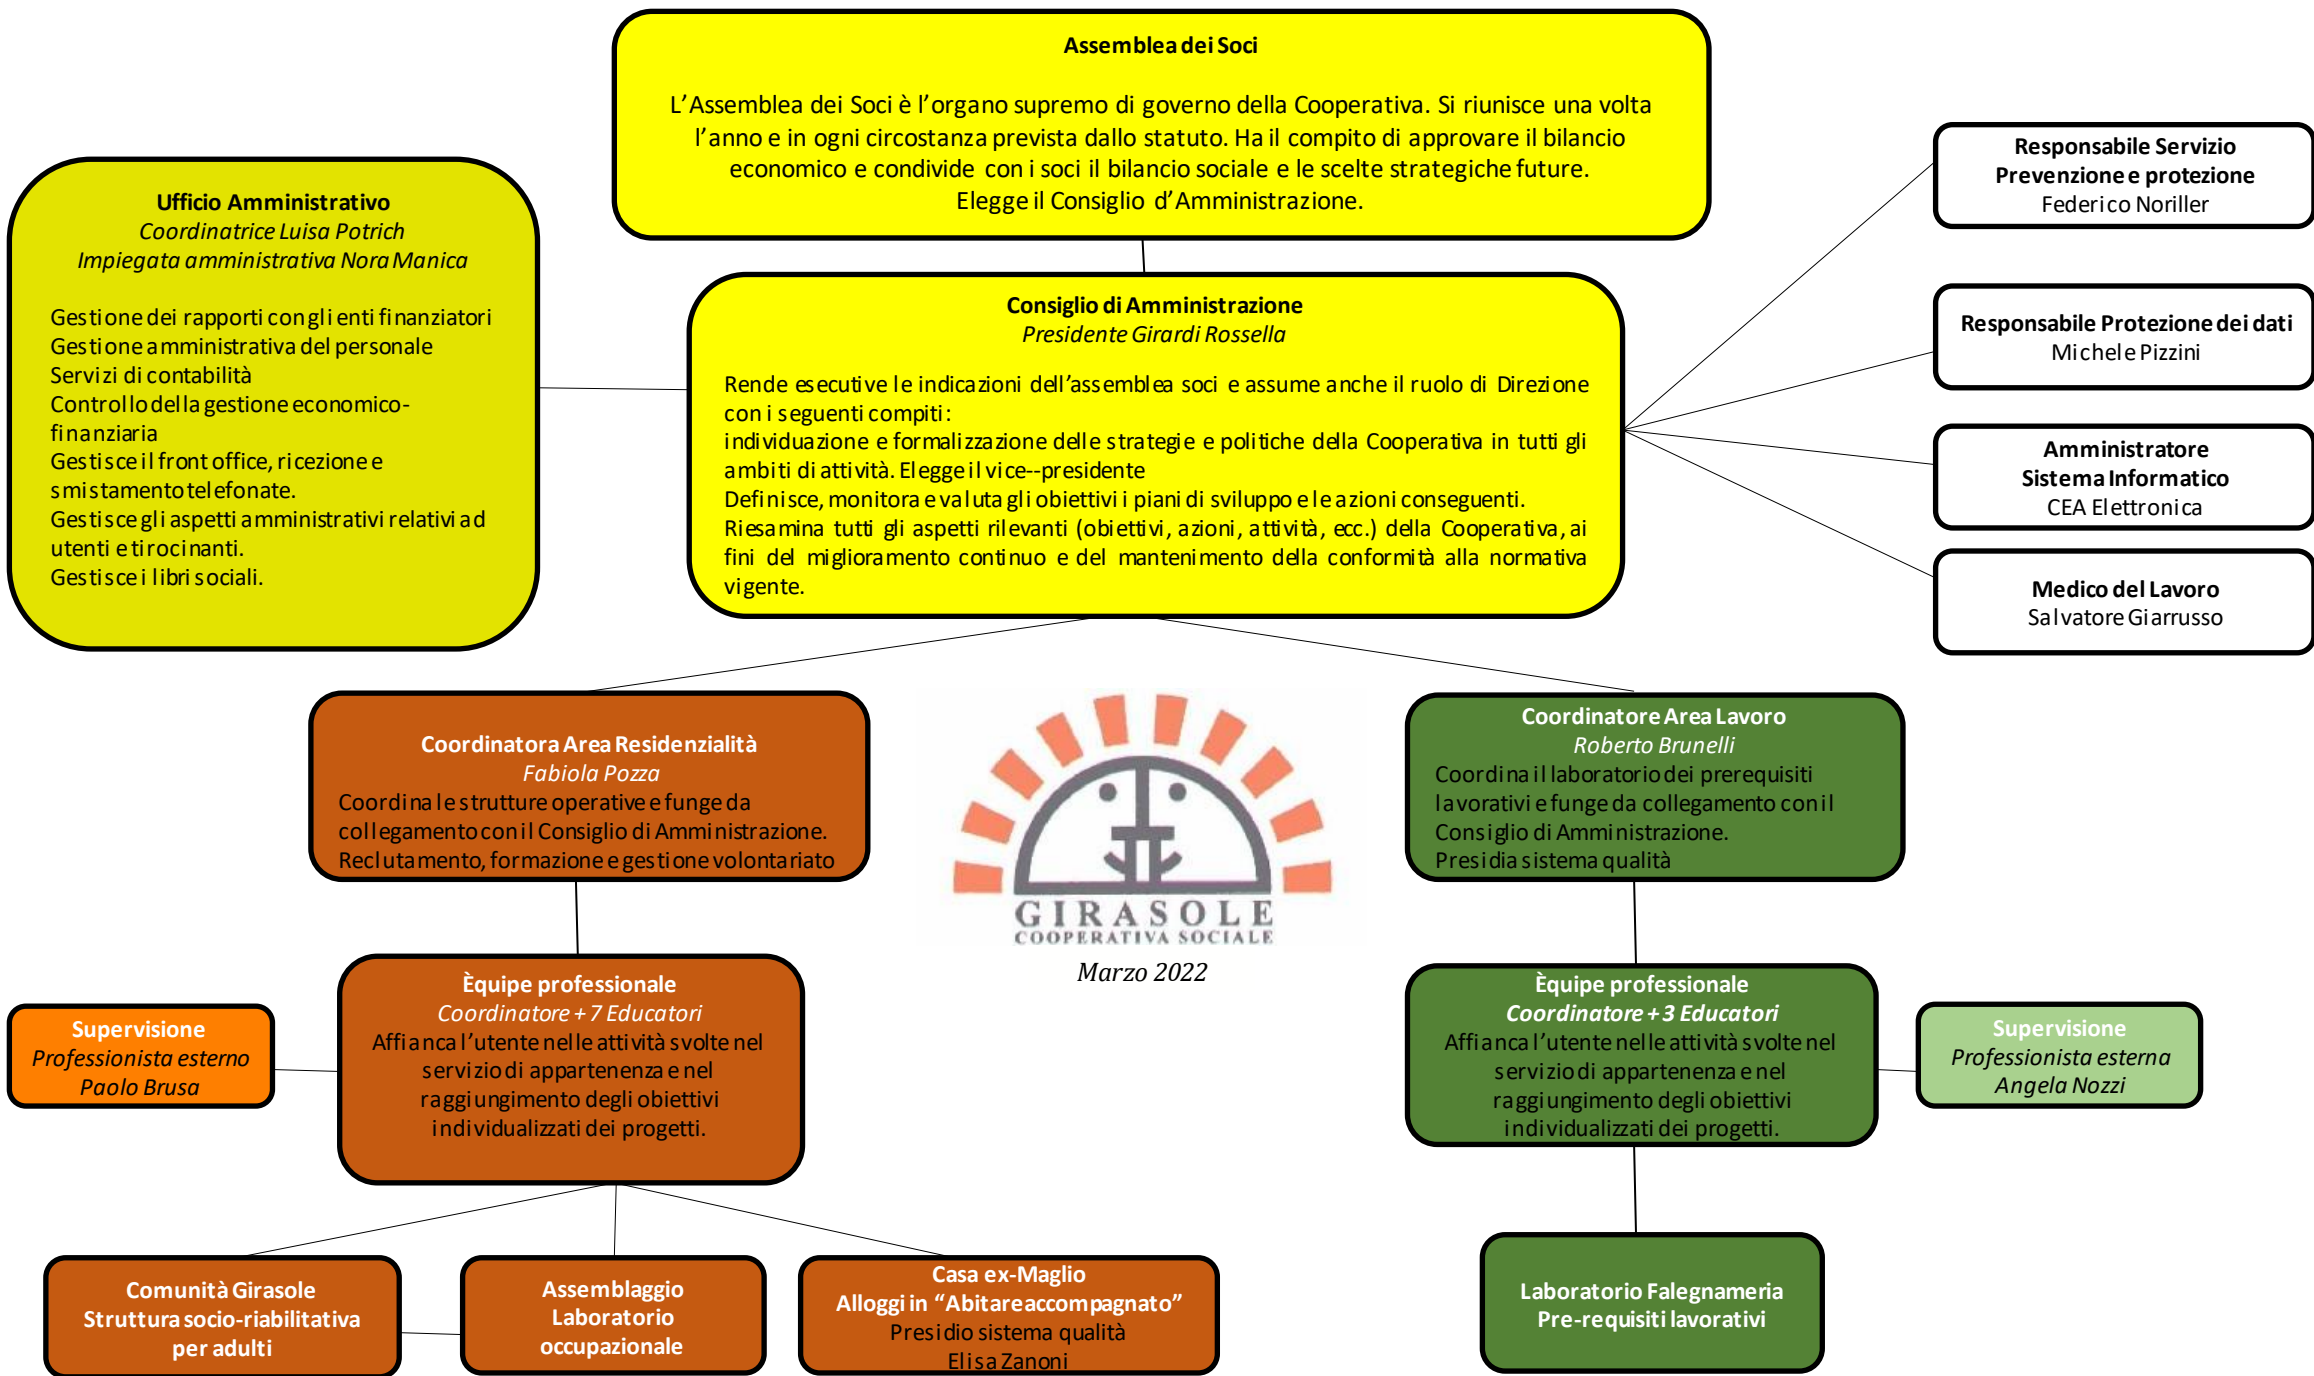 Assemblea dei Soci
L'Assemblea dei Soci è l'organo supremo di governo della Cooperativa. Si riunisce una volta
l'anno e in ogni circostanza prevista dallo statuto. Ha il compito di approvare il bilancio
economico e condivide con i soci il bilancio sociale e le scelte strategiche future.
Elegge il Consiglio d'Amministrazione.
Ufficio Amministrativo
Coordinatrice Luisa Potrich
Impiegata amministrativa Nora Manica
Gestione dei rapporti con gli enti finanziatori
Gestione amministrativa del personale
Servizi di contabilità
Controllo della gestione economico-
finanziaria
Gestisce il front office, ricezione e
smistamento telefonate.
Gestisce gli aspetti amministrativi relativi ad
utenti e tirocinanti.
Gestisce i libri sociali.
Consiglio di Amministrazione
Presidente Girardi Rossella
Rende esecutive le indicazioni dell'assemblea soci e assume anche il ruolo di Direzione
con i seguenti compiti:
individuazione e formalizzazione delle strategie e politiche della Cooperativa in tutti gli
ambiti di attività. Elegge il vice--presidente
Definisce, monitora e valuta gli obiettivi i piani di sviluppo e le azioni conseguenti.
Riesamina tutti gli aspetti rilevanti (obiettivi, azioni, attività, ecc.) della Cooperativa, ai
fini del miglioramento continuo e del mantenimento della conformità alla normativa
vigente.
Responsabile Servizio
Prevenzione e protezione
Federico Noriller
Responsabile Protezione dei dati
Michele Pizzini
Amministratore
Sistema Informatico
CEA Elettronica
Medico del Lavoro
Salvatore Giarrusso
Coordinatora Area Residenzialità
Fabiola Pozza
Coordina le strutture operative e funge da
collegamento con il Consiglio di Amministrazione.
Reclutamento, formazione e gestione volontariato
GIRASOLE
COOPERATIVA SOCIALE
Marzo 2022
Coordinatore Area Lavoro
Roberto Brunelli
Coordina il laboratorio dei prerequisiti
lavorativi e funge da collegamento con il
Consiglio di Amministrazione.
Presidia sistema qualità
Supervisione
Professionista esterno
Paolo Brusa
Èquipe professionale
Coordinatore + 7 Educatori
Affianca l'utente nelle attività svolte nel
servizio di appartenenza e nel
raggiungimento degli obiettivi
individualizzati dei progetti.
Èquipe professionale
Coordinatore + 3 Educatori
Affianca l'utente nelle attività svolte nel
servizio di appartenenza e nel
raggiungimento degli obiettivi
individualizzati dei progetti.
Supervisione
Professionista esterna
Angela Nozzi
Comunità Girasole
Struttura socio-riabilitativa
per adulti
Assemblaggio
Laboratorio
occupazionale
Casa ex-Maglio
Alloggi in “Abitare accompagnato”
Presidio sistema qualità
Elisa Zanoni
Laboratorio Falegnameria
Pre-requisiti lavorativi